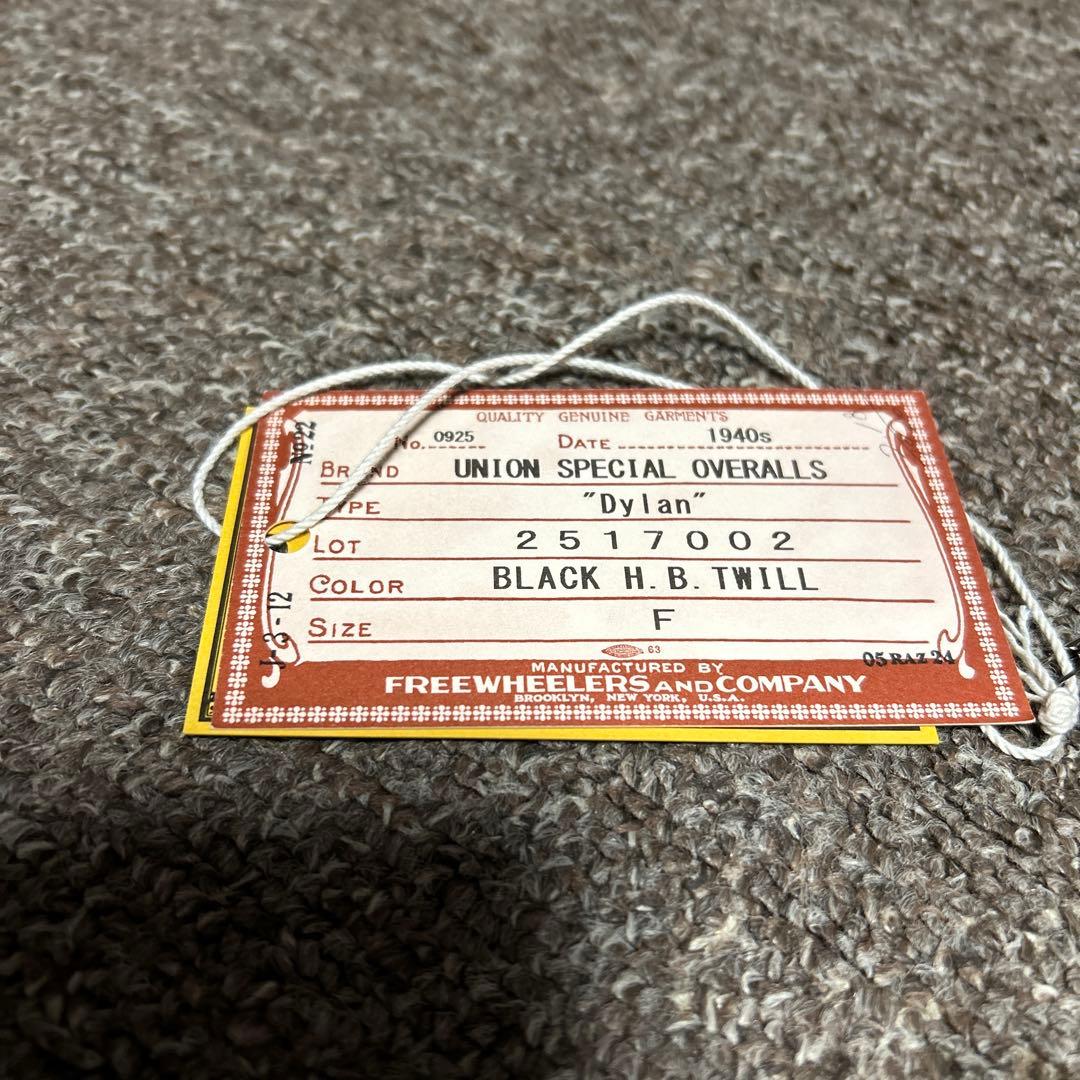 QUALITY GENUINE GARMENTS
No. 0925 DATE 1940s
BRAND UNION SPECIAL OVERALLS
TYPE "Dylan"
LOT 2517002
COLOR BLACK H.B.TWILL
SIZE F
63
MANUFACTURED BY
FREEWHEELERS AND COMPANY
BROOKLYN, NEW YORK, U.S.A.
No 22
J-3-12
05 RAZ 24